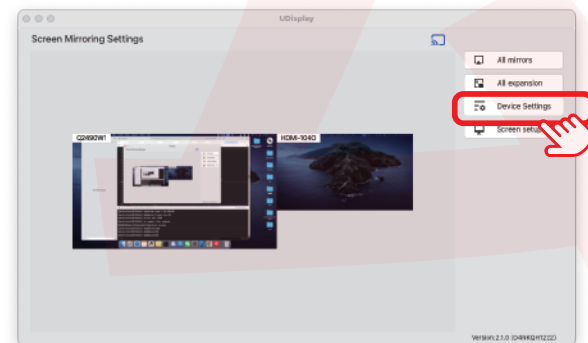 UDisplay
Screen Mirroring Settings
All mirrors
All expansion
Device Settings
Screen setup
Q2490W1
HDMI-1040